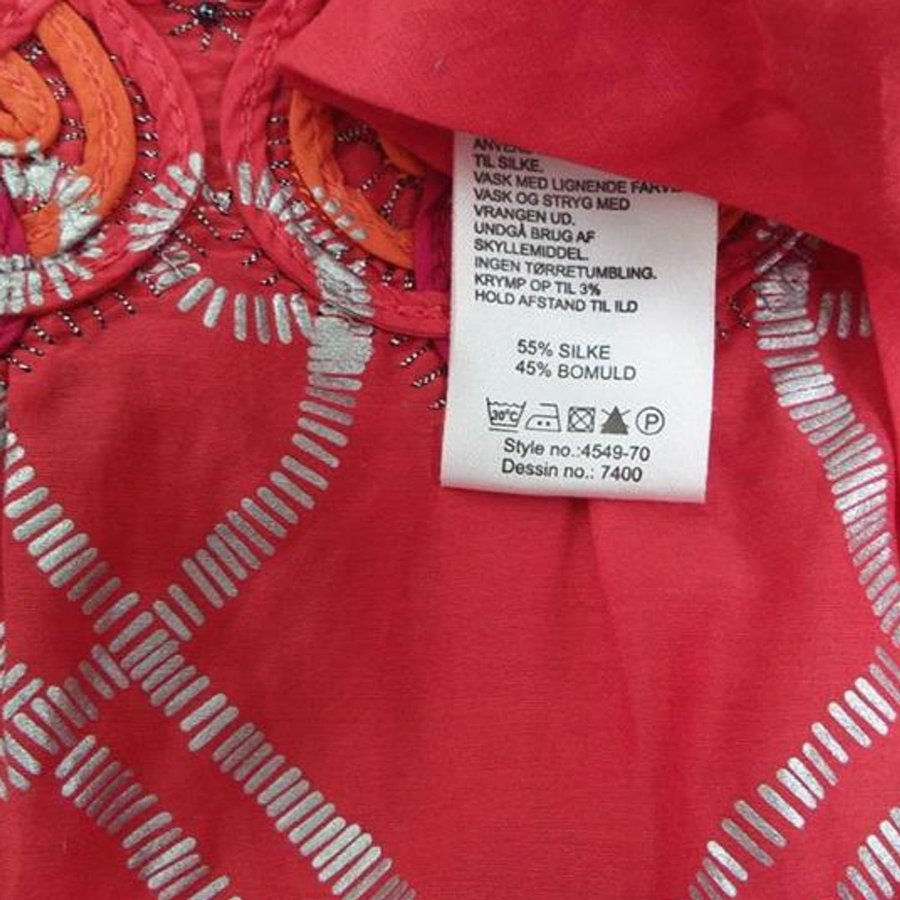 TIL SILKE.
VASK MED LIGNENDE
VASK OG STRYG MED
VRANGEN UD.
UNDGÅ BRUG AF
SKYLLEMIDDEL.
INGEN TØRRETUMBLING.
KRYMP OP TIL 3%
HOLD AFSTAND TIL ILD
55% SILKE
45% BOMULD
30°C P
Style no.:4549-70
Dessin no.: 7400